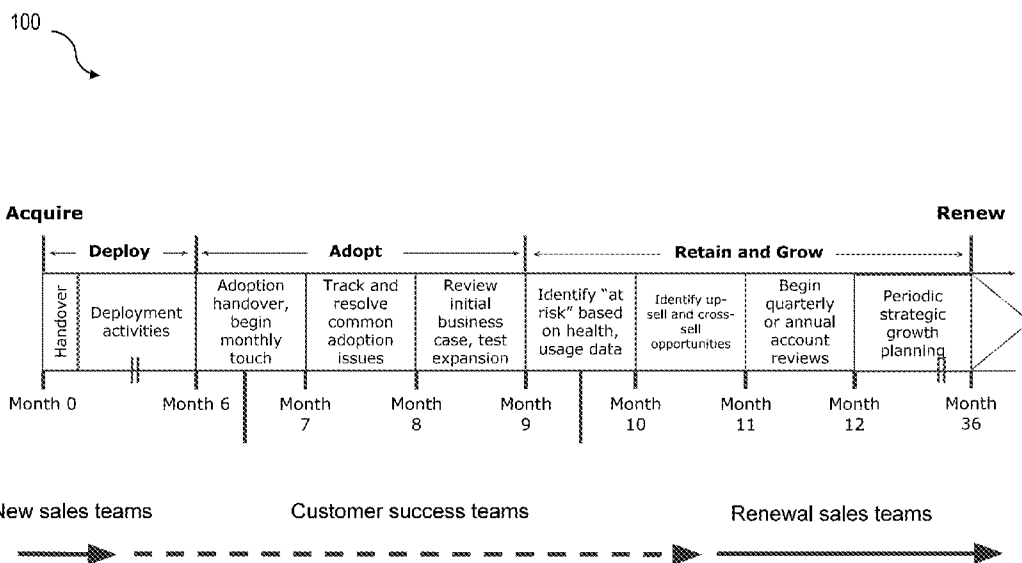 100
Acquire
Renew
Deploy
Adopt
Retain and Grow
Handover
Deployment
activities
Adoption
handover,
begin
monthly
touch
Track and
resolve
common
adoption
issues
Review
initial
business
case, test
expansion
Identify “at
risk” based
on health,
usage data
Identify up-
sell and cross-
sell
opportunities
Begin
quarterly
or annual
account
reviews
Periodic
strategic
growth
planning
Month 0
Month 6
Month
7
Month
8
Month
9
Month
10
Month
11
Month
12
Month
36
New sales teams
Customer success teams
Renewal sales teams